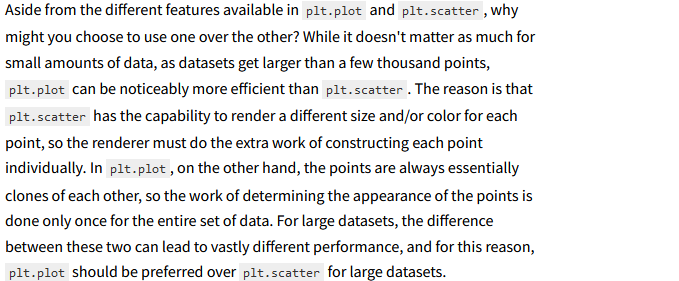 Aside from the different features available in plt.plot and plt.scatter , why
might you choose to use one over the other? While it doesn't matter as much for
small amounts of data, as datasets get larger than a few thousand points,
plt.plot can be noticeably more efficient than plt.scatter . The reason is that
plt.scatter has the capability to render a different size and/or color for each
point, so the renderer must do the extra work of constructing each point
individually. In plt.plot , on the other hand, the points are always essentially
clones of each other, so the work of determining the appearance of the points is
done only once for the entire set of data. For large datasets, the difference
between these two can lead to vastly different performance, and for this reason,
plt.plot should be preferred over plt.scatter for large datasets.